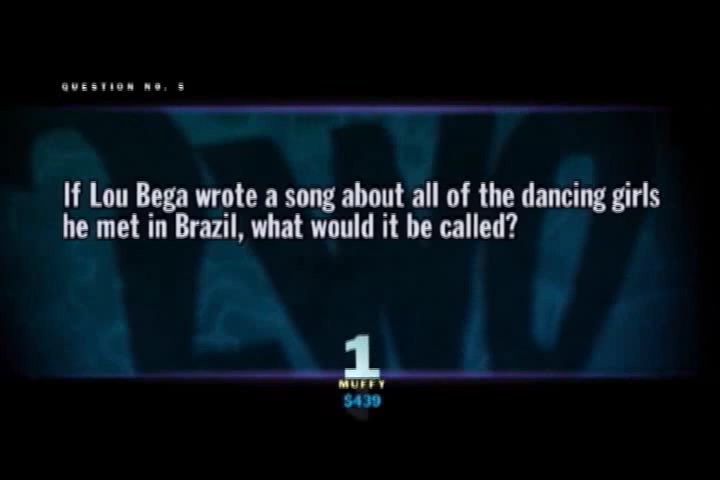 QUESTION NO. 5
If Lou Bega wrote a song about all of the dancing girls
he met in Brazil, what would it be called?
1
MUFFY
$439